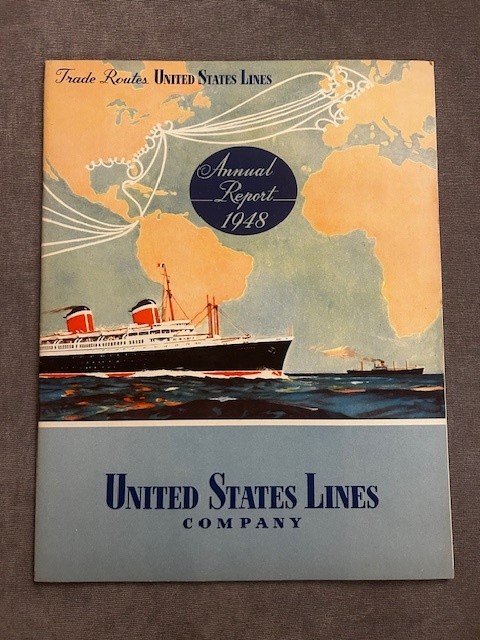 Trade Routes UNITED STATES LINES
Annual
Report
1948
UNITED STATES LINES
COMPANY